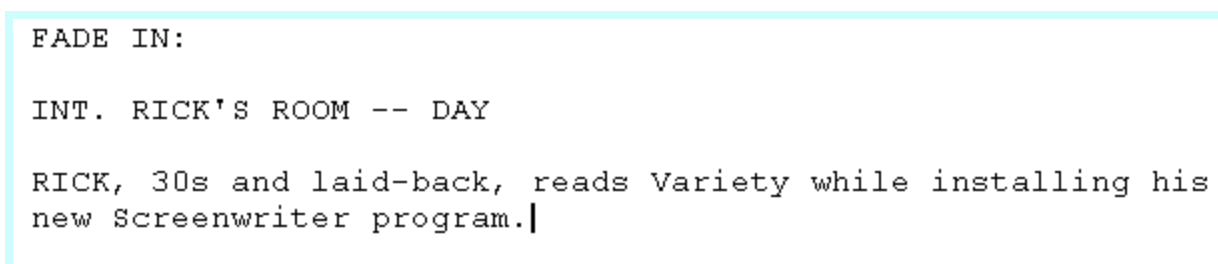 FADE IN:
INT. RICK'S ROOM -- DAY
RICK, 30s and laid-back, reads Variety while installing his
new Screenwriter program.